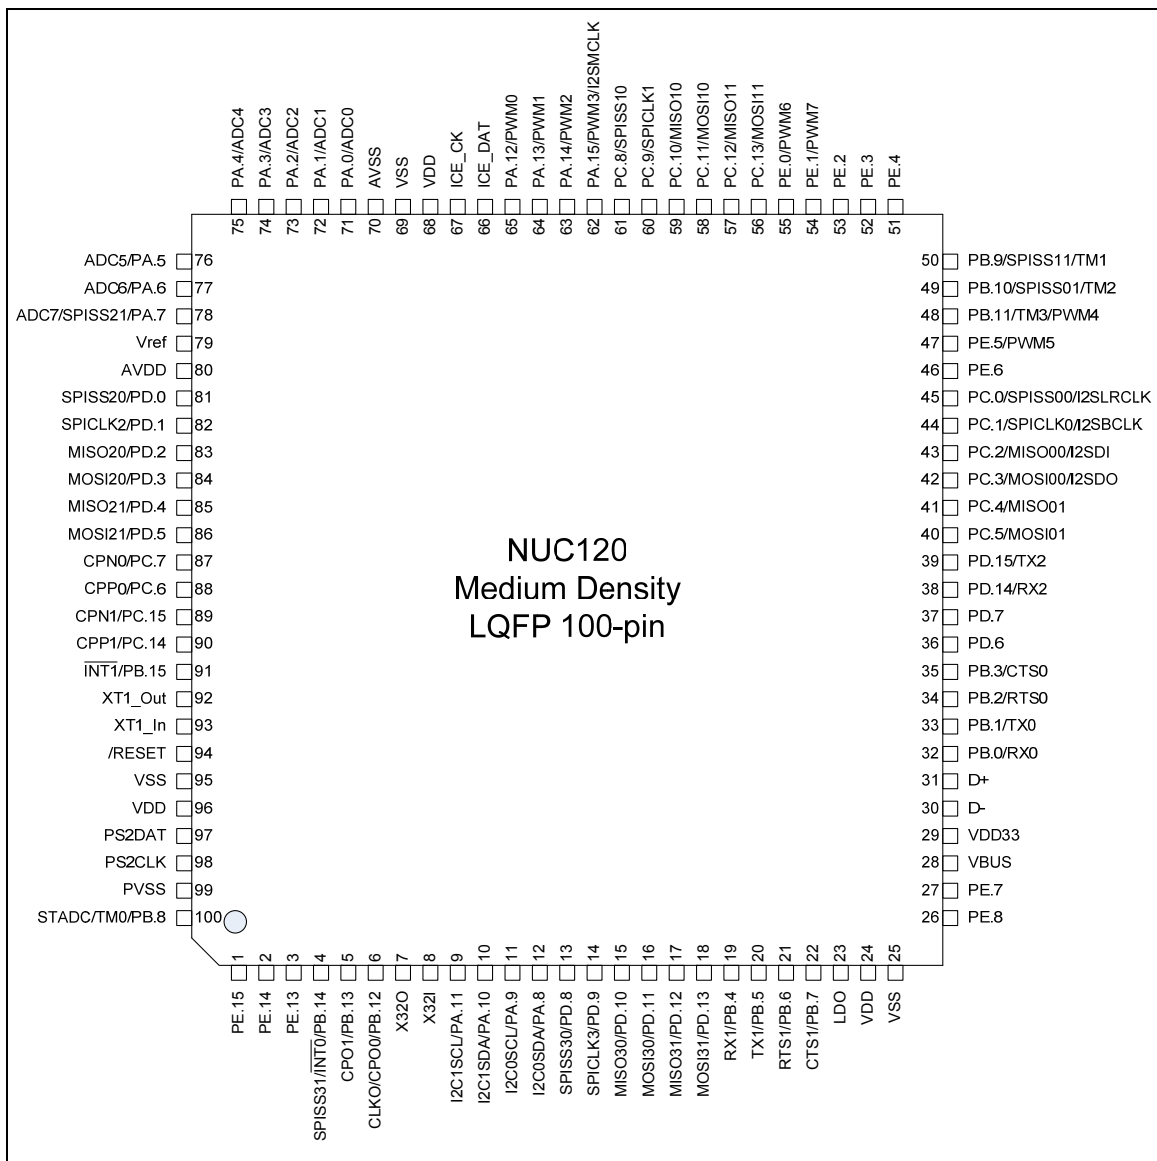 PA.4/ADC4
PA.3/ADC3
PA.2/ADC2
PA.1/ADC1
PA.0/ADC0
AVSS
VSS
VDD
ICE_CK
ICE_DAT
PA.12/PWM0
PA.13/PWM1
PA.14/PWM2
PA.15/PWM3/I2SMCLK
PC.8/SPISS10
PC.9/SPICLK1
PC.10/MISO10
PC.11/MOSI10
PC.12/MISO11
PC.13/MOSI11
PE.0/PWM6
PE.1/PWM7
PE.2
PE.3
PE.4
75 74 73 72 71 70 69 68 67 66 65 64 63 62 61 60 59 58 57 56 55 54 53 52 51
ADC5/PA.5 76
ADC6/PA.6 77
ADC7/SPISS21/PA.7 78
Vref 79
AVDD 80
SPISS20/PD.0 81
SPICLK2/PD.1 82
MISO20/PD.2 83
MOSI20/PD.3 84
MISO21/PD.4 85
MOSI21/PD.5 86
CPN0/PC.7 87
CPP0/PC.6 88
CPN1/PC.15 89
CPP1/PC.14 90
INT1/PB.15 91
XT1_Out 92
XT1_In 93
/RESET 94
VSS 95
VDD 96
PS2DAT 97
PS2CLK 98
PVSS 99
STADC/TM0/PB.8 100
NUC120
Medium Density
LQFP 100-pin
50 PB.9/SPISS11/TM1
49 PB.10/SPISS01/TM2
48 PB.11/TM3/PWM4
47 PE.5/PWM5
46 PE.6
45 PC.0/SPISS00/I2SLRCLK
44 PC.1/SPICLK0/I2SBCLK
43 PC.2/MISO00/I2SDI
42 PC.3/MOSI00/I2SDO
41 PC.4/MISO01
40 PC.5/MOSI01
39 PD.15/TX2
38 PD.14/RX2
37 PD.7
36 PD.6
35 PB.3/CTS0
34 PB.2/RTS0
33 PB.1/TX0
32 PB.0/RX0
31 D+
30 D-
29 VDD33
28 VBUS
27 PE.7
26 PE.8
1 2 3 4 5 6 7 8 9 10 11 12 13 14 15 16 17 18 19 20 21 22 23 24 25
PE.15
PE.14
PE.13
SPISS31/INT0/PB.14
CPO1/PB.13
CLKO/CPO0/PB.12
X32O
X32I
I2C1SCL/PA.11
I2C1SDA/PA.10
I2C0SCL/PA.9
I2C0SDA/PA.8
SPISS30/PD.8
SPICLK3/PD.9
MISO30/PD.10
MOSI30/PD.11
MISO31/PD.12
MOSI31/PD.13
RX1/PB.4
TX1/PB.5
RTS1/PB.6
CTS1/PB.7
LDO
VDD
VSS